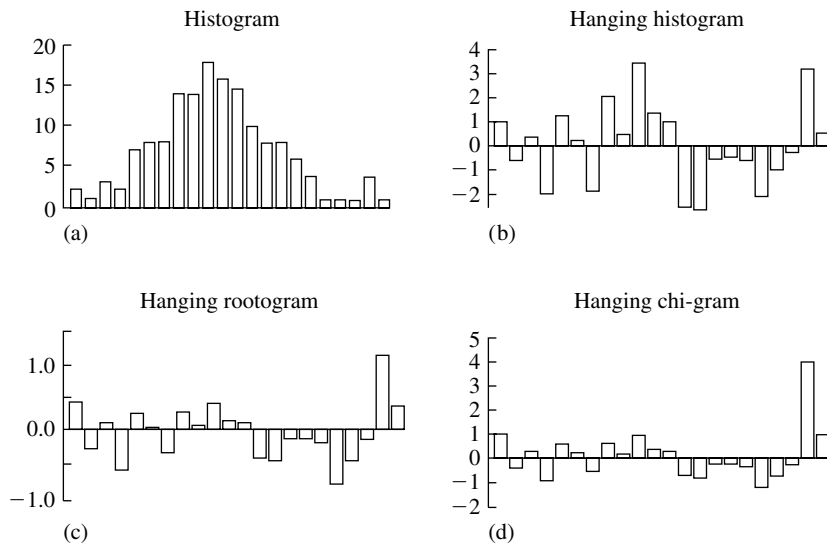 Histogram
20
15
10
5
0
(a)
Hanging histogram
4
3
2
1
0
−1
−2
(b)
Hanging rootogram
1.0
0.0
−1.0
(c)
Hanging chi-gram
5
4
3
2
1
0
−1
−2
(d)